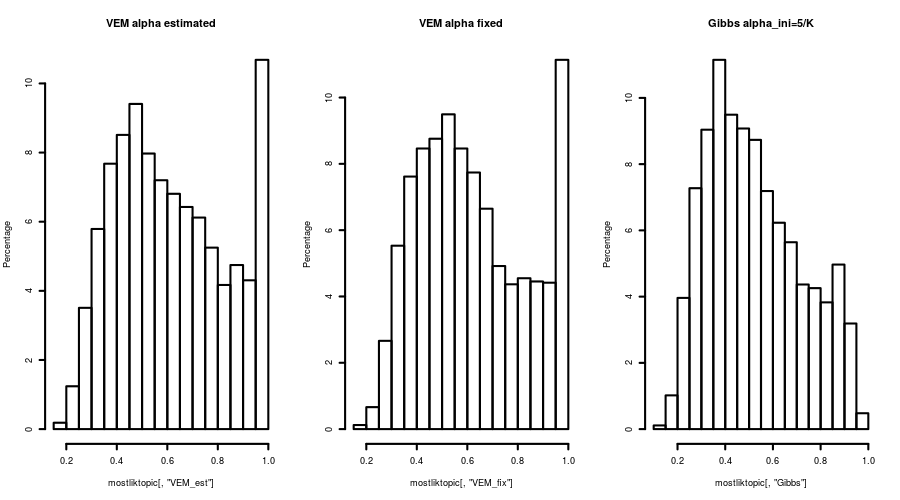 VEM alpha estimated
Percentage
10
8
6
4
2
0
0.2 0.4 0.6 0.8 1.0
mostliktopic[, "VEM_est"]
VEM alpha fixed
Percentage
10
8
6
4
2
0
0.2 0.4 0.6 0.8 1.0
mostliktopic[, "VEM_fix"]
Gibbs alpha_ini=5/K
Percentage
10
8
6
4
2
0
0.2 0.4 0.6 0.8 1.0
mostliktopic[, "Gibbs"]